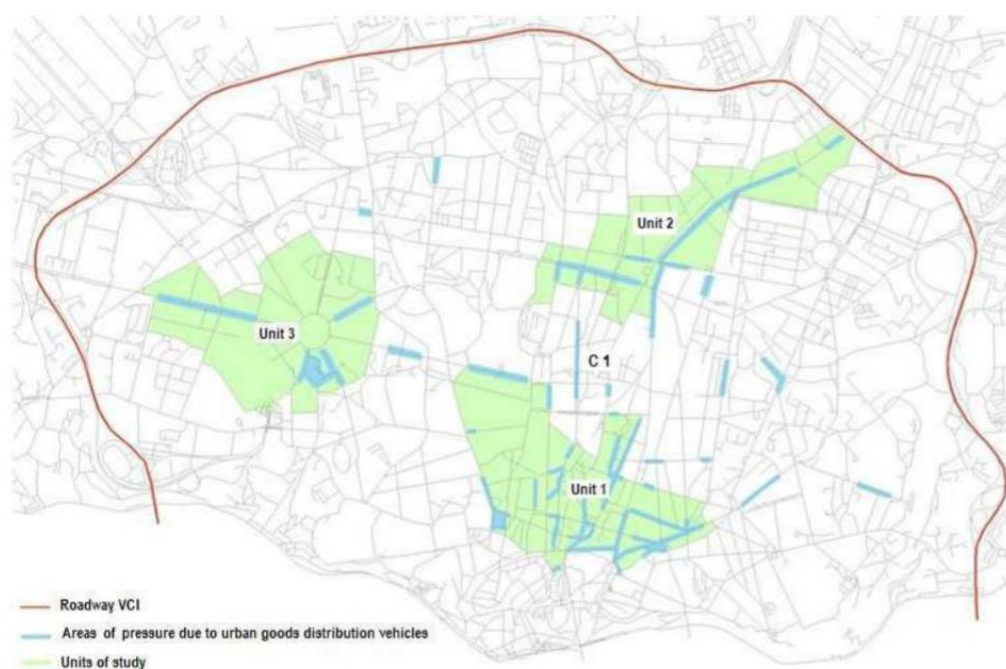 Unit 2
Unit 3
C 1
Unit 1
Roadway VCI
Areas of pressure due to urban goods distribution vehicles
Units of study